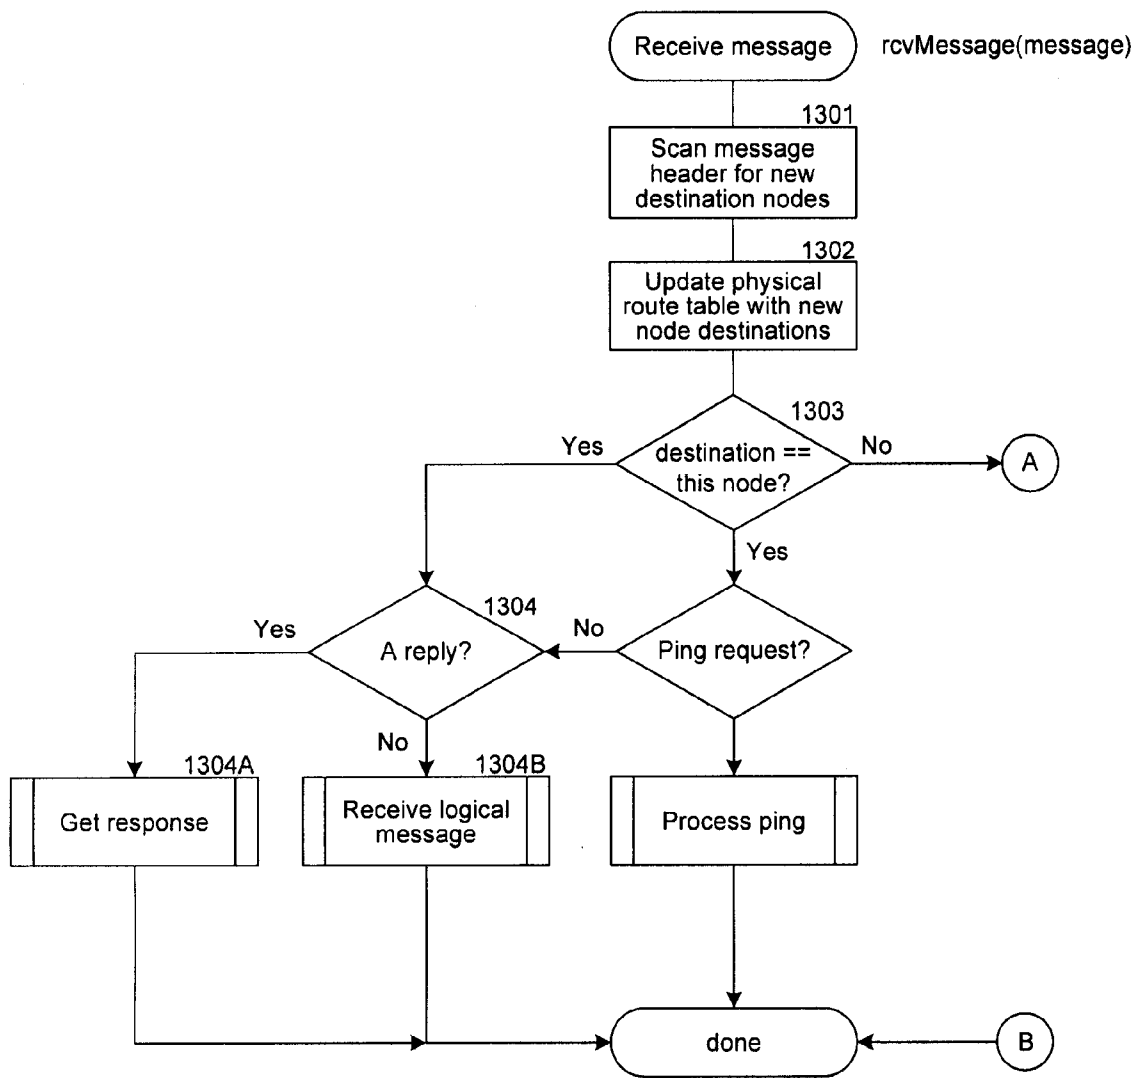 Receive message
rcvMessage(message)
1301
Scan message
header for new
destination nodes
1302
Update physical
route table with new
node destinations
1303
Yes
destination ==
this node?
No
A
Yes
1304
Yes
A reply?
No
Ping request?
No
1304A
1304B
Get response
Receive logical
message
Process ping
done
B